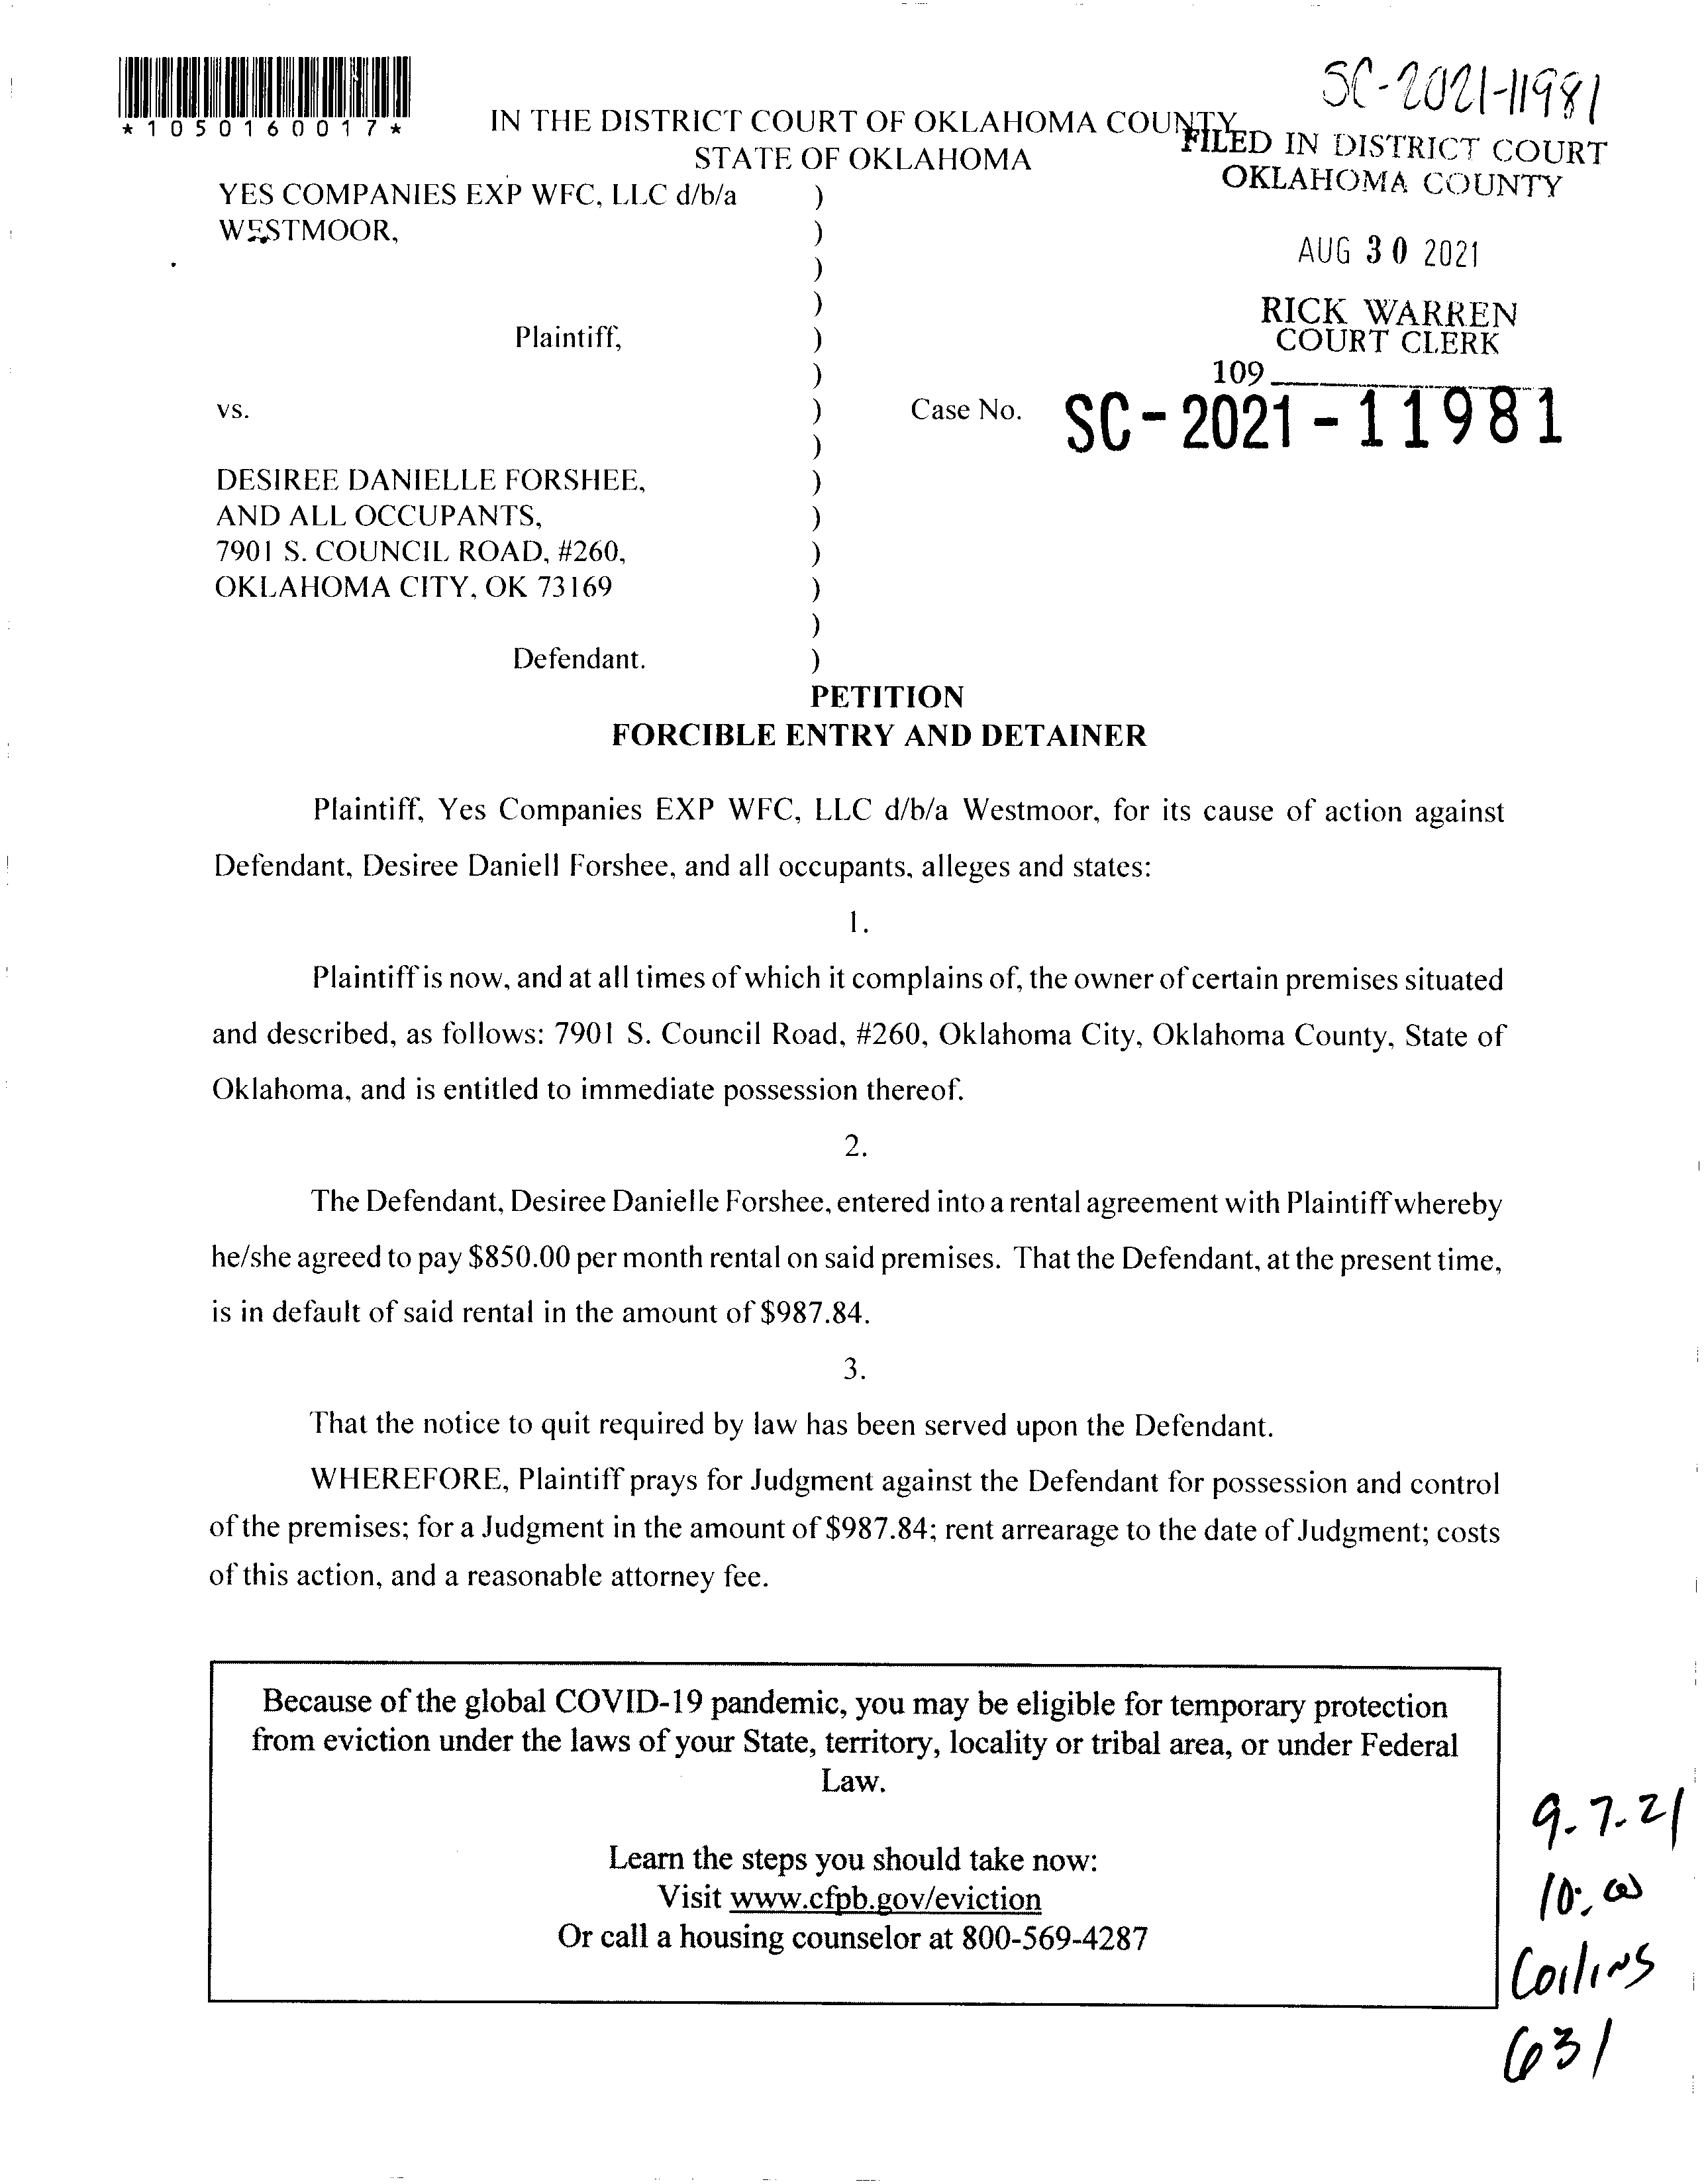 SC-2021-11981
*1050160017*
IN THE DISTRICT COURT OF OKLAHOMA COUNTY
STATE OF OKLAHOMA
FILED IN DISTRICT COURT
OKLAHOMA COUNTY
AUG 30 2021
RICK WARREN
COURT CLERK
109
YES COMPANIES EXP WFC, LLC d/b/a )
WESTMOOR, )
)
)
Plaintiff, )
)
vs. ) Case No. SC-2021-11981
)
DESIREE DANIELLE FORSHEE, )
AND ALL OCCUPANTS, )
7901 S. COUNCIL ROAD, #260, )
OKLAHOMA CITY, OK 73169 )
)
Defendant. )
PETITION
FORCIBLE ENTRY AND DETAINER
Plaintiff, Yes Companies EXP WFC, LLC d/b/a Westmoor, for its cause of action against
Defendant, Desiree Daniell Forshee, and all occupants, alleges and states:
1.
Plaintiff is now, and at all times of which it complains of, the owner of certain premises situated
and described, as follows: 7901 S. Council Road, #260, Oklahoma City, Oklahoma County, State of
Oklahoma, and is entitled to immediate possession thereof.
2.
The Defendant, Desiree Danielle Forshee, entered into a rental agreement with Plaintiff whereby
he/she agreed to pay $850.00 per month rental on said premises. That the Defendant, at the present time,
is in default of said rental in the amount of $987.84.
3.
That the notice to quit required by law has been served upon the Defendant.
WHEREFORE, Plaintiff prays for Judgment against the Defendant for possession and control
of the premises; for a Judgment in the amount of $987.84; rent arrearage to the date of Judgment; costs
of this action, and a reasonable attorney fee.
Because of the global COVID-19 pandemic, you may be eligible for temporary protection
from eviction under the laws of your State, territory, locality or tribal area, or under Federal
Law.
Learn the steps you should take now:
Visit www.cfpb.gov/eviction
Or call a housing counselor at 800-569-4287
9.7.21
10:00
Collins
631